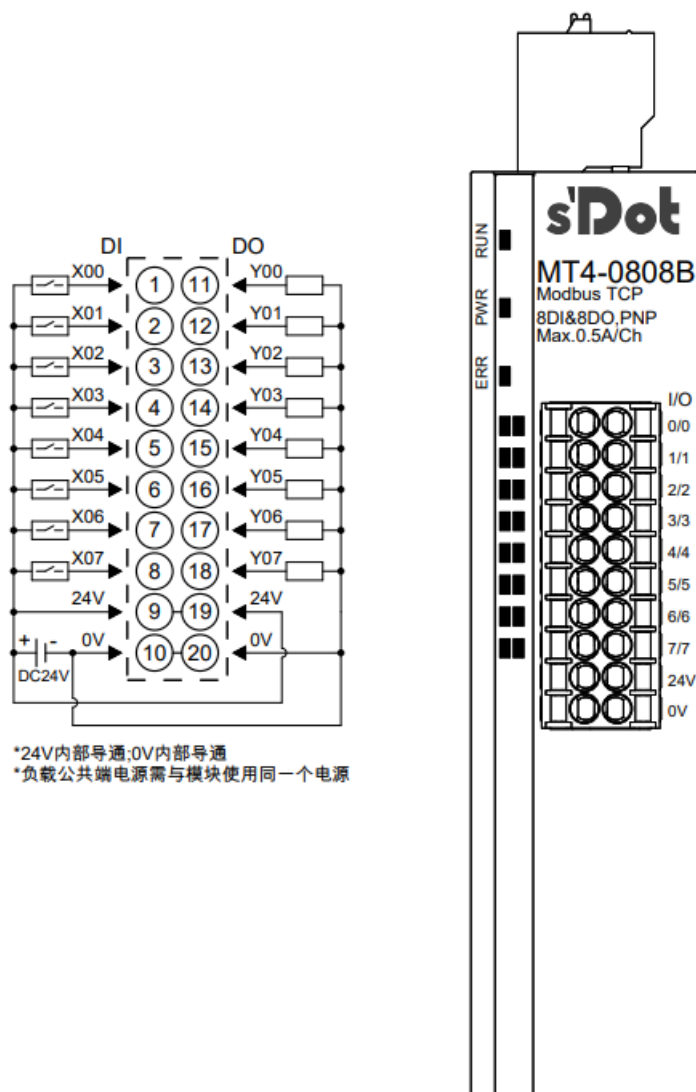 DI DO
X00 1 11 Y00
X01 2 12 Y01
X02 3 13 Y02
X03 4 14 Y03
X04 5 15 Y04
X05 6 16 Y05
X06 7 17 Y06
X07 8 18 Y07
24V 9 19 24V
+ - 0V 10 20 0V
DC24V
*24V内部导通;0V内部导通
*负载公共端电源需与模块使用同一个电源
RUN
PWR
ERR
s'Dot
MT4-0808B
Modbus TCP
8DI&8DO,PNP
Max.0.5A/Ch
I/O
0/0
1/1
2/2
3/3
4/4
5/5
6/6
7/7
24V
0V